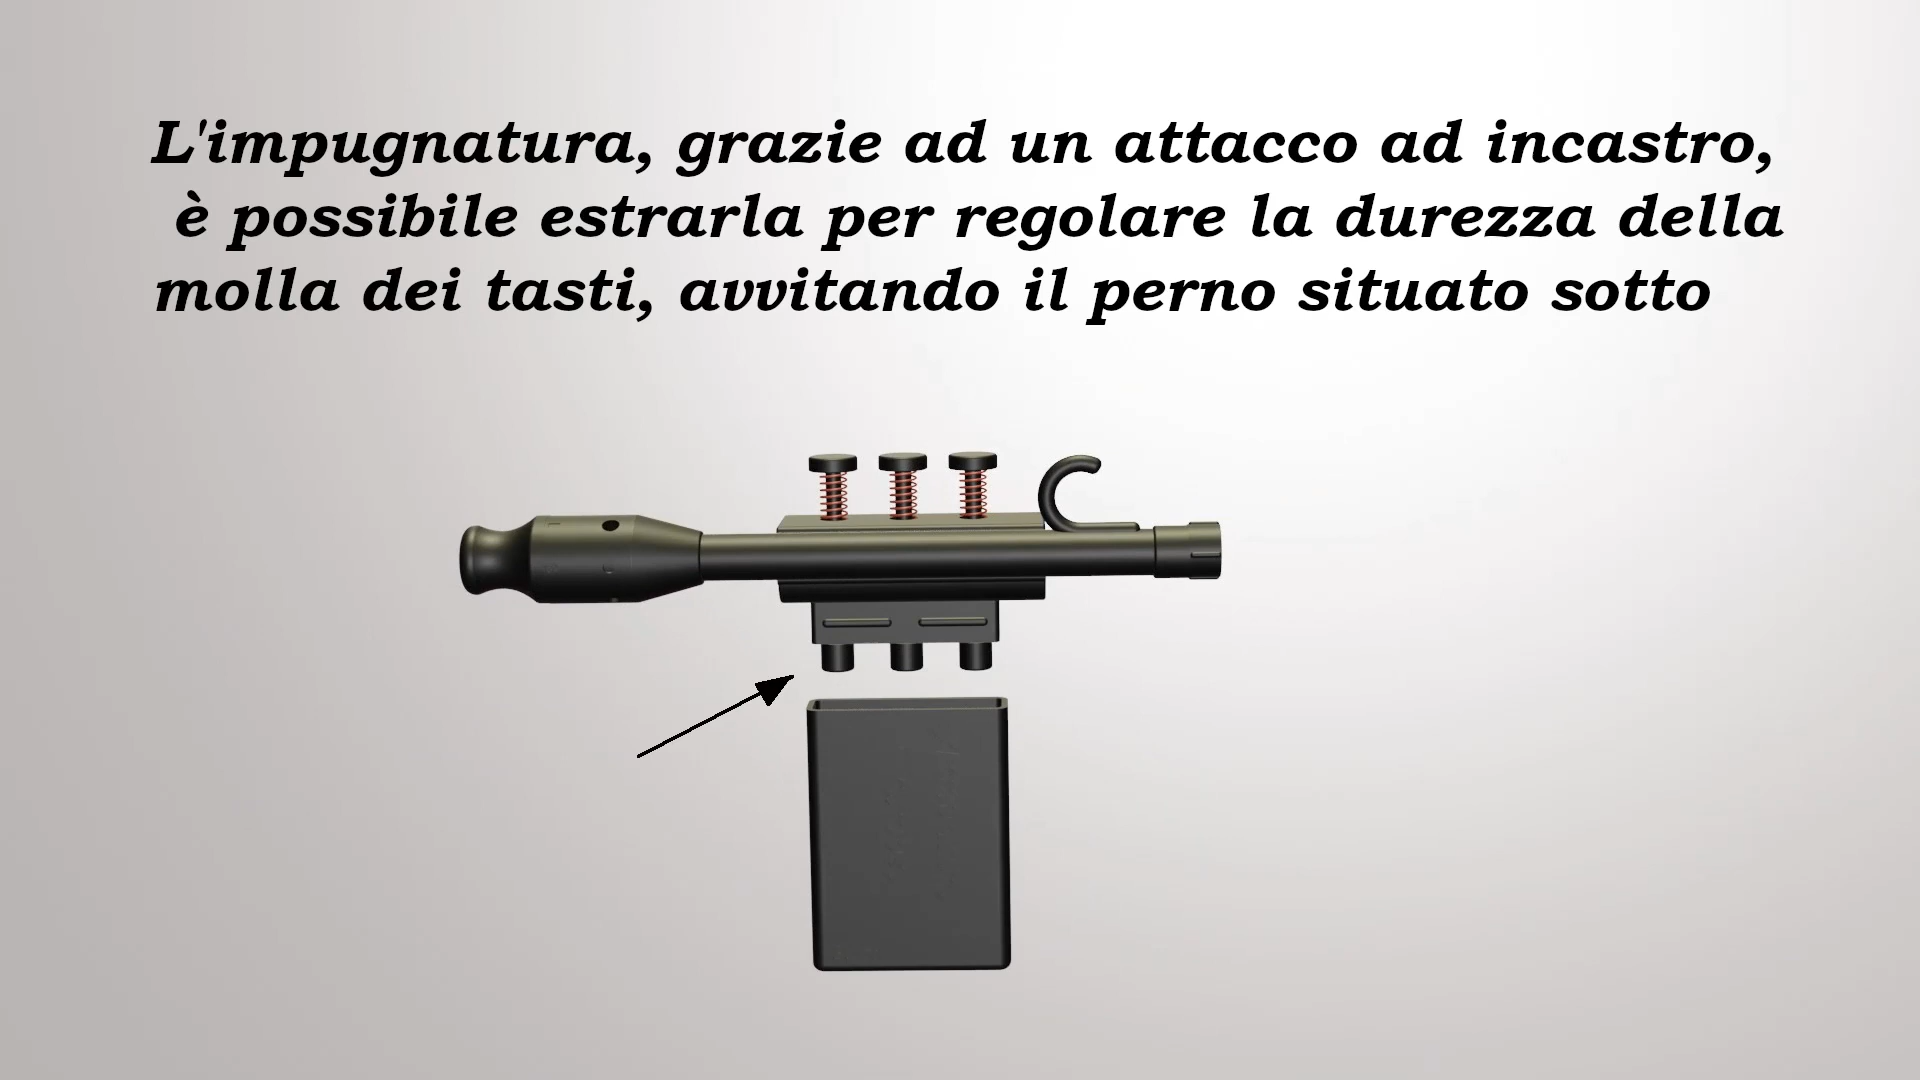 L'impugnatura, grazie ad un attacco ad incastro,
è possibile estrarla per regolare la durezza della
molla dei tasti, avvitando il perno situato sotto